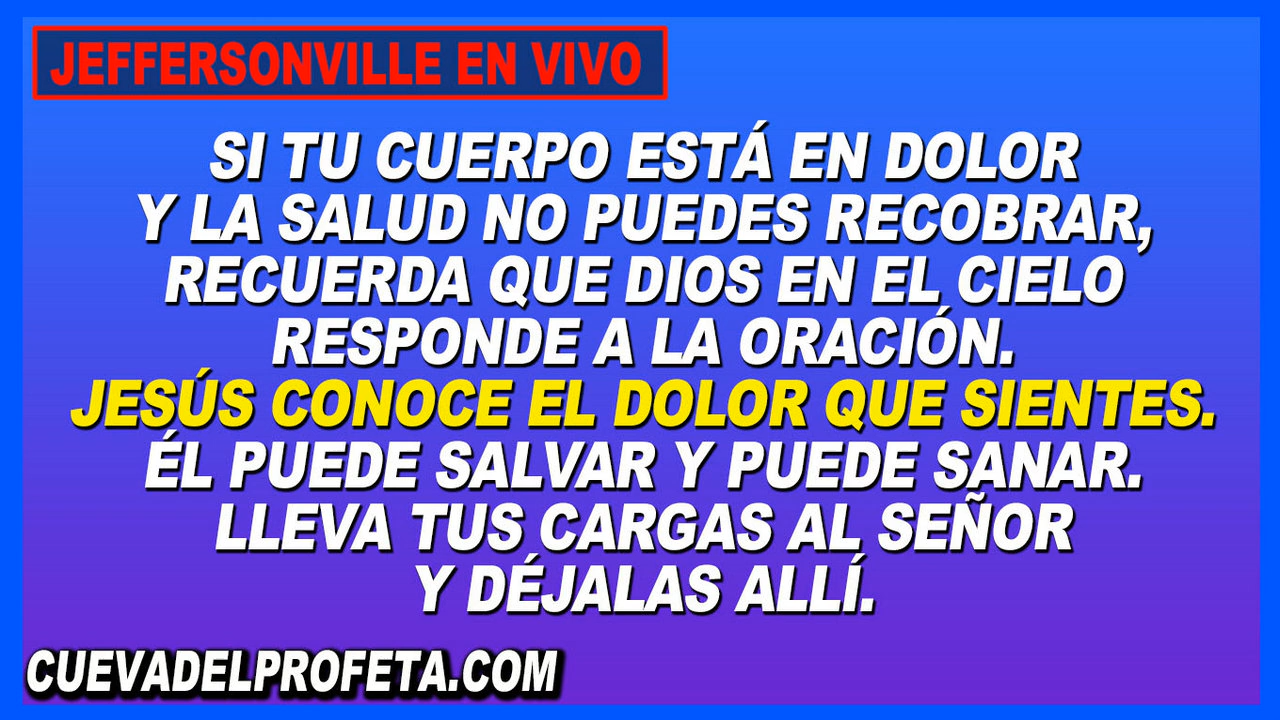 JEFFERSONVILLE EN VIVO
SI TU CUERPO ESTÁ EN DOLOR
Y LA SALUD NO PUEDES RECOBRAR,
RECUERDA QUE DIOS EN EL CIELO
RESPONDE A LA ORACIÓN.
JESÚS CONOCE EL DOLOR QUE SIENTES.
ÉL PUEDE SALVAR Y PUEDE SANAR.
LLEVA TUS CARGAS AL SEÑOR
Y DÉJALAS ALLÍ.
CUEVADELPROFETA.COM